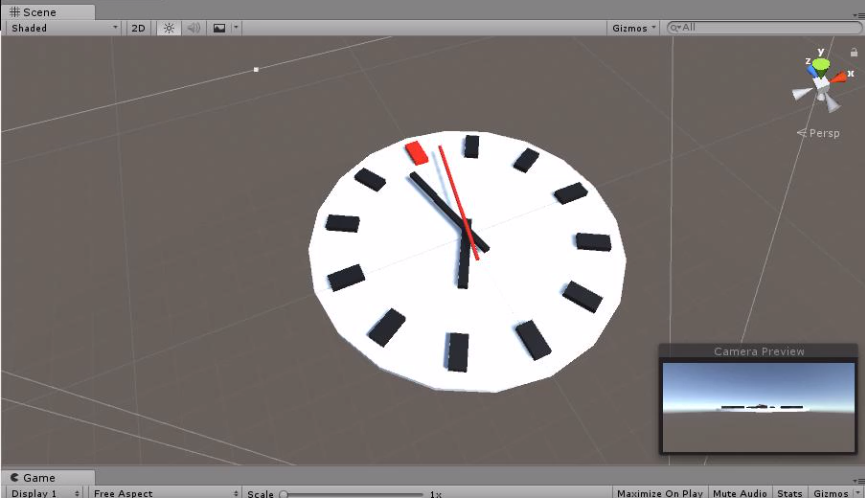 Scene
Shaded 2D Gizmos All
y
z x
Persp
Camera Preview
Game
Display 1 Free Aspect Scale 1x Maximize On Play Mute Audio Stats Gizmos